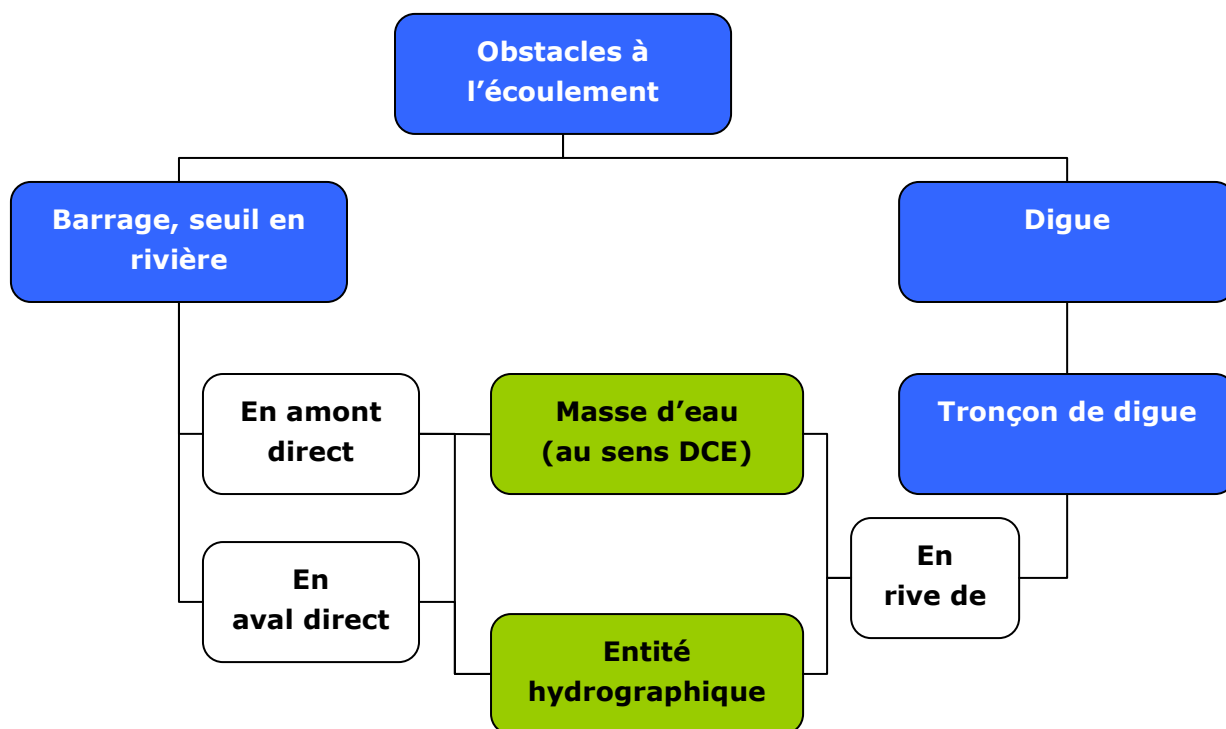 Obstacles à
l’écoulement
Barrage, seuil en
rivière
Digue
En amont
direct
Masse d’eau
(au sens DCE)
Tronçon de digue
En
aval direct
En
rive de
Entité
hydrographique